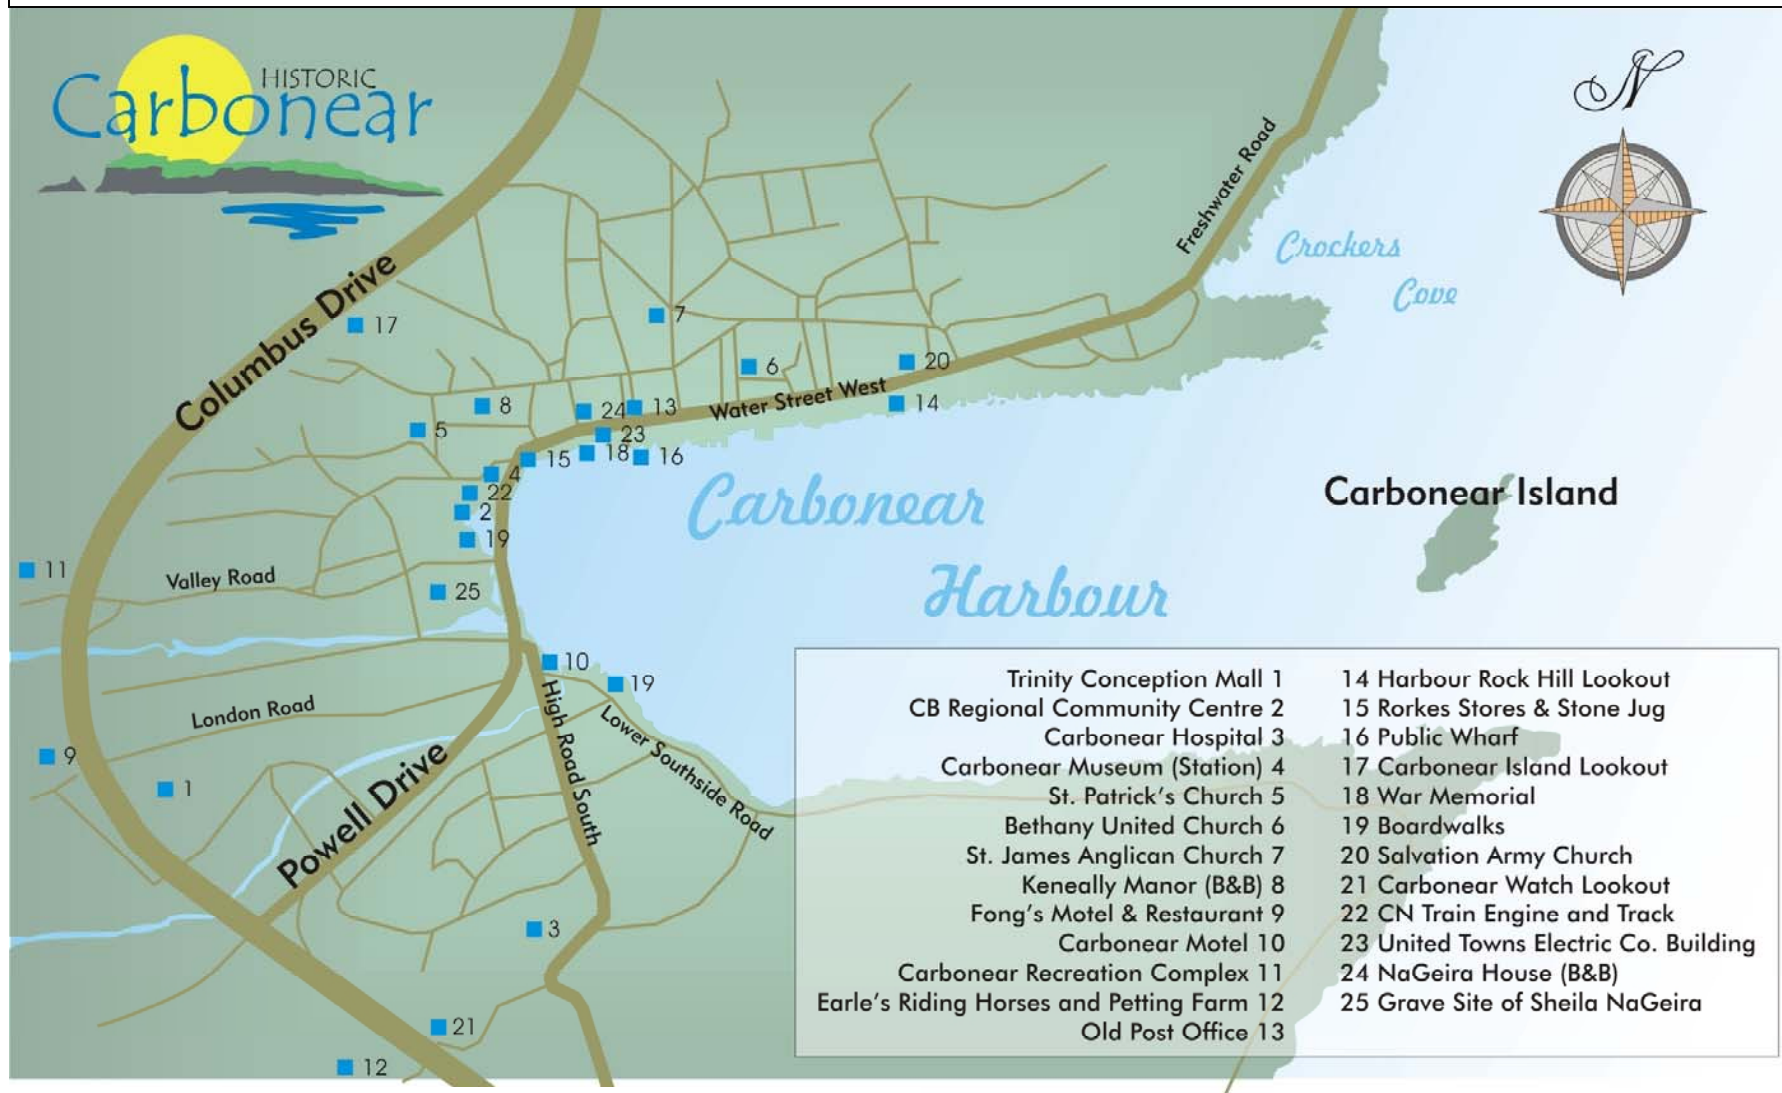 HISTORIC
Carbonear
N
Freshwater Road
Crockers
Cove
Columbus Drive
17
7
6
20
Water Street West
14
8
24
13
5
23
15
18
16
4
22
2
19
Carbonear
Harbour
Carbonear Island
11
Valley Road
25
10
19
London Road
High Road South
Lower Southside Road
9
1
Powell Drive
3
21
12
Trinity Conception Mall 1
CB Regional Community Centre 2
Carbonear Hospital 3
Carbonear Museum (Station) 4
St. Patrick's Church 5
Bethany United Church 6
St. James Anglican Church 7
Keneally Manor (B&B) 8
Fong's Motel & Restaurant 9
Carbonear Motel 10
Carbonear Recreation Complex 11
Earle's Riding Horses and Petting Farm 12
Old Post Office 13
14 Harbour Rock Hill Lookout
15 Rorkes Stores & Stone Jug
16 Public Wharf
17 Carbonear Island Lookout
18 War Memorial
19 Boardwalks
20 Salvation Army Church
21 Carbonear Watch Lookout
22 CN Train Engine and Track
23 United Towns Electric Co. Building
24 NaGeira House (B&B)
25 Grave Site of Sheila NaGeira